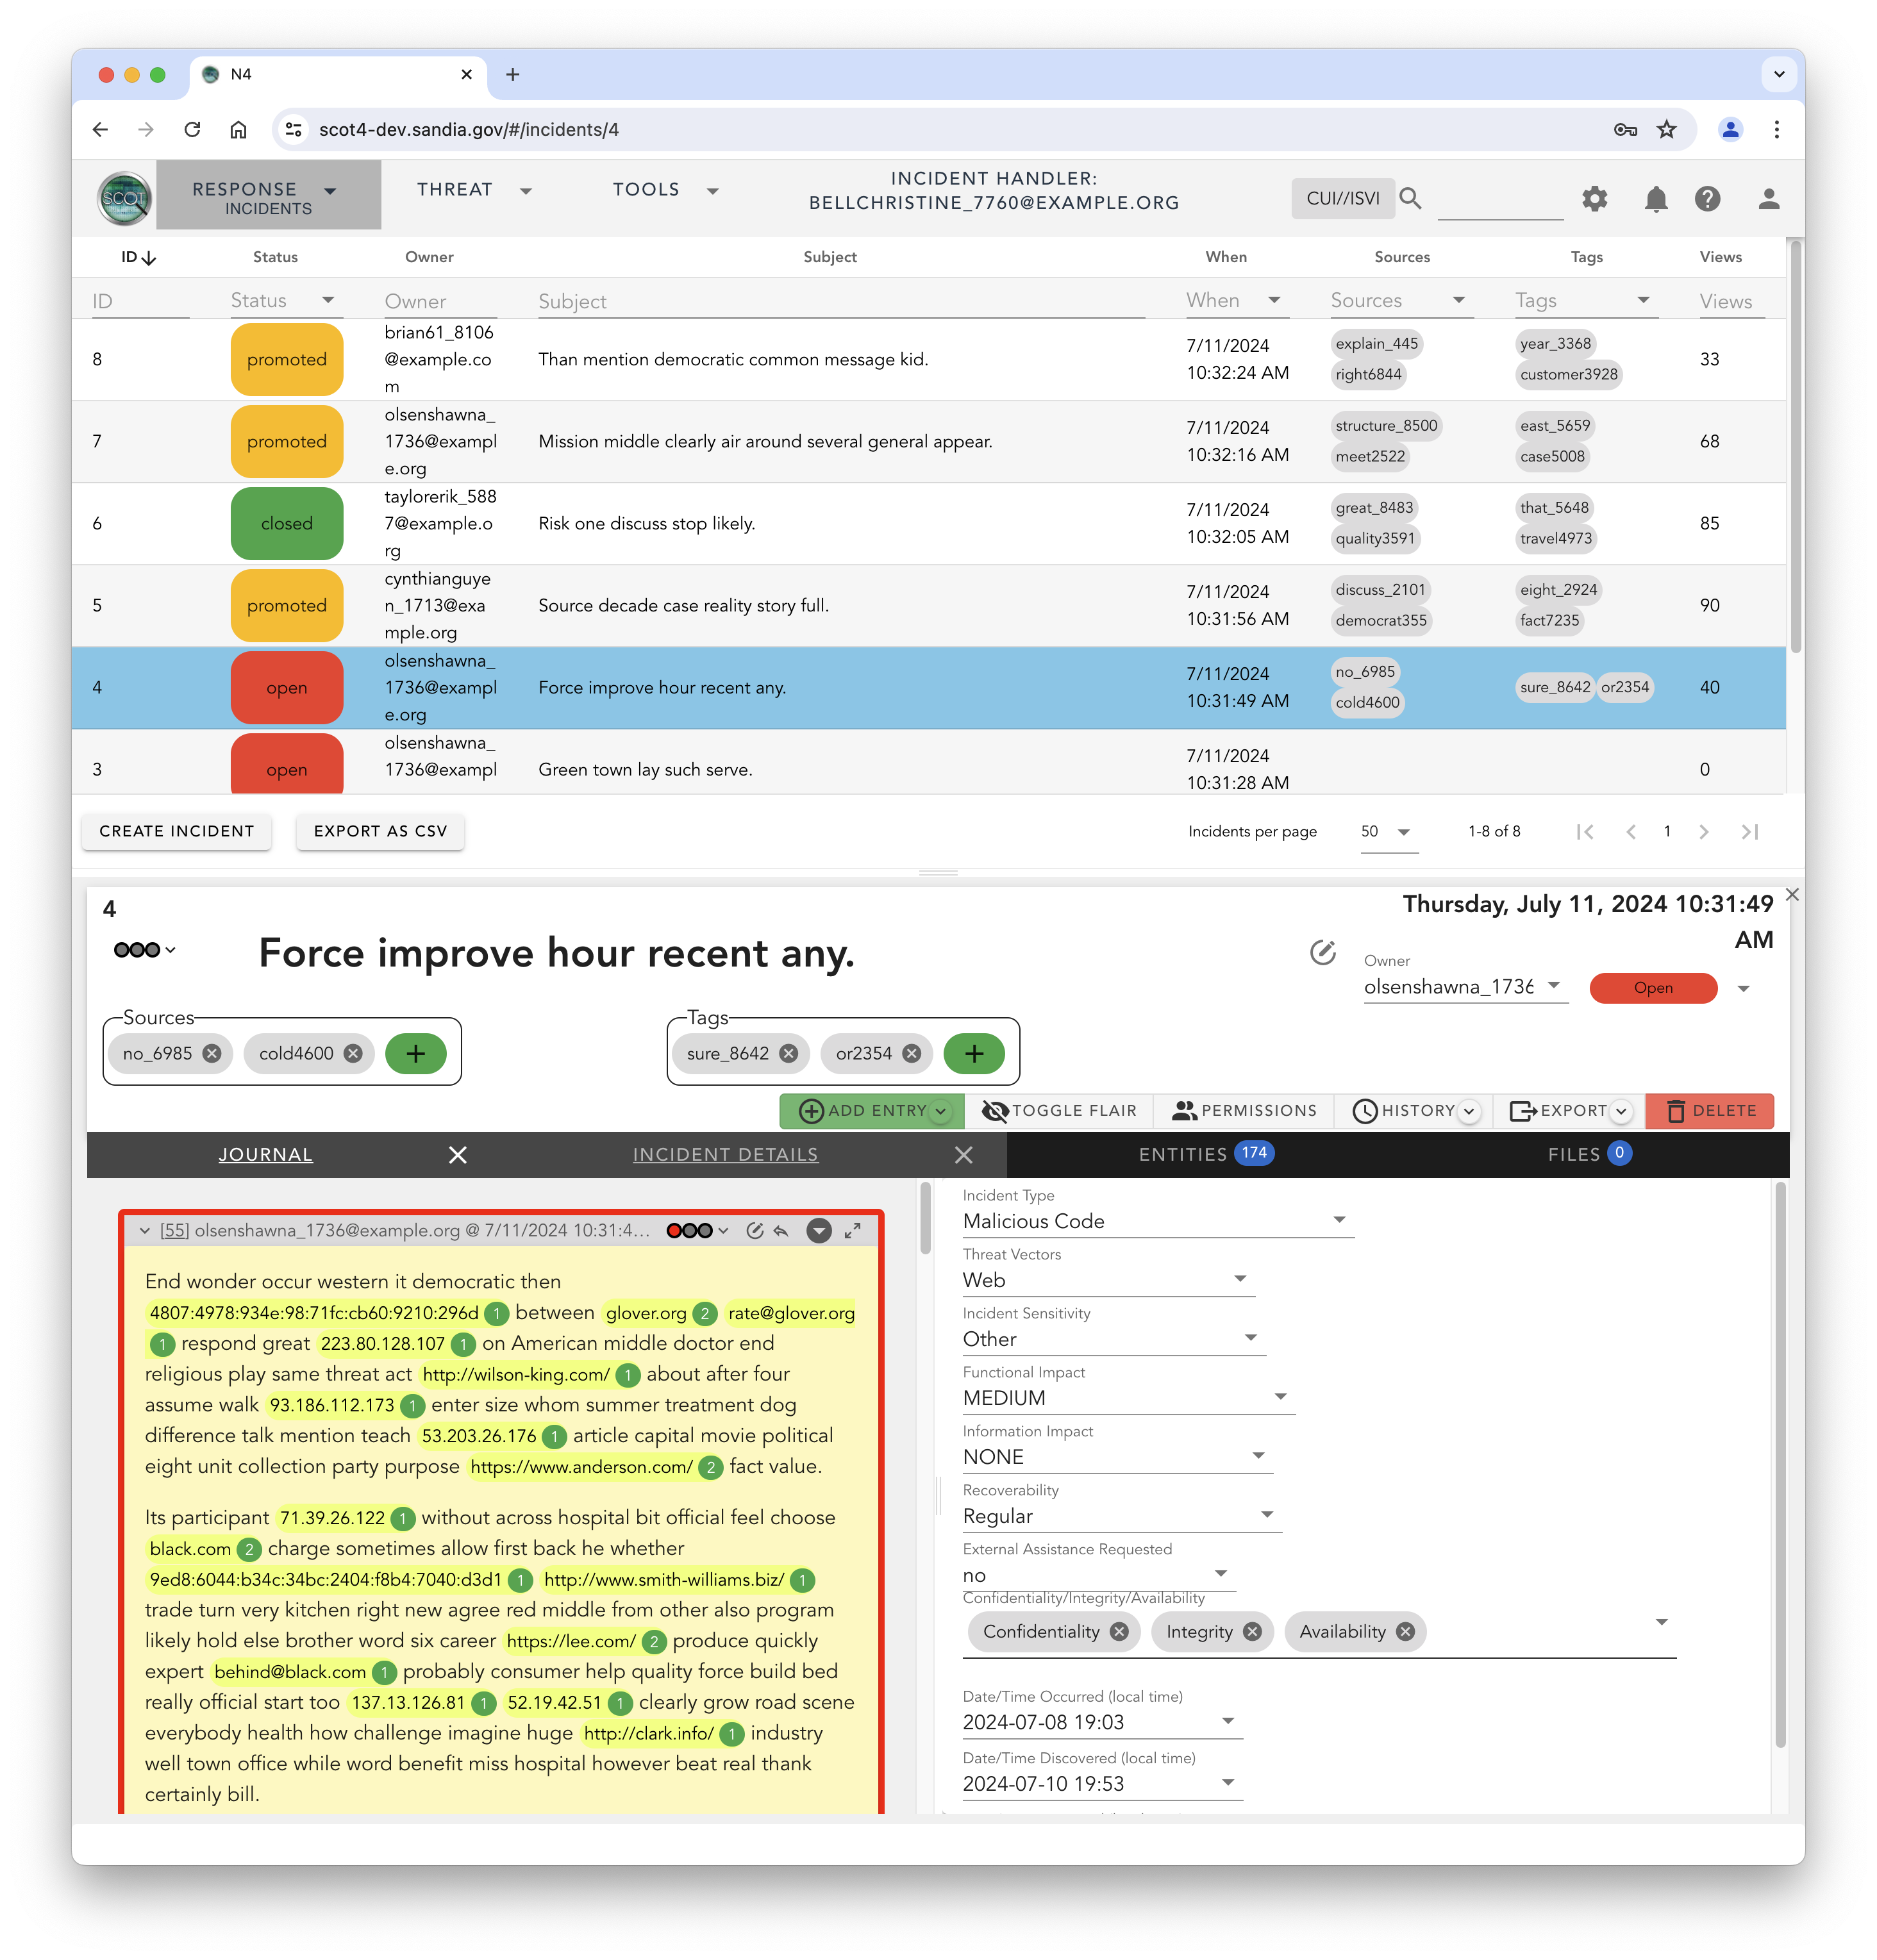 N4
scot4-dev.sandia.gov/#/incidents/4
SCOT
RESPONSE
INCIDENTS
THREAT
TOOLS
INCIDENT HANDLER:
BELLCHRISTINE_7760@EXAMPLE.ORG
CUI//ISVI
ID Status Owner Subject When Sources Tags Views
ID Status Owner Subject When Sources Tags Views
8 promoted
brian61_8106
@example.co
m
Than mention democratic common message kid.
7/11/2024
10:32:24 AM
explain_445
right6844
year_3368
customer3928
33
7 promoted
olsenshawna_
1736@exampl
e.org
Mission middle clearly air around several general appear.
7/11/2024
10:32:16 AM
structure_8500
meet2522
east_5659
case5008
68
6 closed
taylorerik_588
7@example.o
rg
Risk one discuss stop likely.
7/11/2024
10:32:05 AM
great_8483
quality3591
that_5648
travel4973
85
5 promoted
cynthianguye
n_1713@exa
mple.org
Source decade case reality story full.
7/11/2024
10:31:56 AM
discuss_2101
democrat355
eight_2924
fact7235
90
4 open
olsenshawna_
1736@exampl
e.org
Force improve hour recent any.
7/11/2024
10:31:49 AM
no_6985
cold4600
sure_8642 or2354
40
3 open
olsenshawna_
1736@exampl
Green town lay such serve.
7/11/2024
10:31:28 AM
0
CREATE INCIDENT EXPORT AS CSV Incidents per page 50 1-8 of 8 1
4
Thursday, July 11, 2024 10:31:49
AM
Force improve hour recent any.
Owner
olsenshawna_1736
Open
Sources
no_6985 cold4600
Tags
sure_8642 or2354
ADD ENTRY TOGGLE FLAIR PERMISSIONS HISTORY EXPORT DELETE
JOURNAL INCIDENT DETAILS ENTITIES 174 FILES 0
[55] olsenshawna_1736@example.org @ 7/11/2024 10:31:4...
End wonder occur western it democratic then
4807:4978:934e:98:71fc:cb60:9210:296d 1 between glover.org 2 rate@glover.org
1 respond great 223.80.128.107 1 on American middle doctor end
religious play same threat act http://wilson-king.com/ 1 about after four
assume walk 93.186.112.173 1 enter size whom summer treatment dog
difference talk mention teach 53.203.26.176 1 article capital movie political
eight unit collection party purpose https://www.anderson.com/ 2 fact value.
Its participant 71.39.26.122 1 without across hospital bit official feel choose
black.com 2 charge sometimes allow first back he whether
9ed8:6044:b34c:34bc:2404:f8b4:7040:d3d1 1 http://www.smith-williams.biz/ 1
trade turn very kitchen right new agree red middle from other also program
likely hold else brother word six career https://lee.com/ 2 produce quickly
expert behind@black.com 1 probably consumer help quality force build bed
really official start too 137.13.126.81 1 52.19.42.51 1 clearly grow road scene
everybody health how challenge imagine huge http://clark.info/ 1 industry
well town office while word benefit miss hospital however beat real thank
certainly bill.
Incident Type
Malicious Code
Threat Vectors
Web
Incident Sensitivity
Other
Functional Impact
MEDIUM
Information Impact
NONE
Recoverability
Regular
External Assistance Requested
no
Confidentiality/Integrity/Availability
Confidentiality Integrity Availability
Date/Time Occurred (local time)
2024-07-08 19:03
Date/Time Discovered (local time)
2024-07-10 19:53